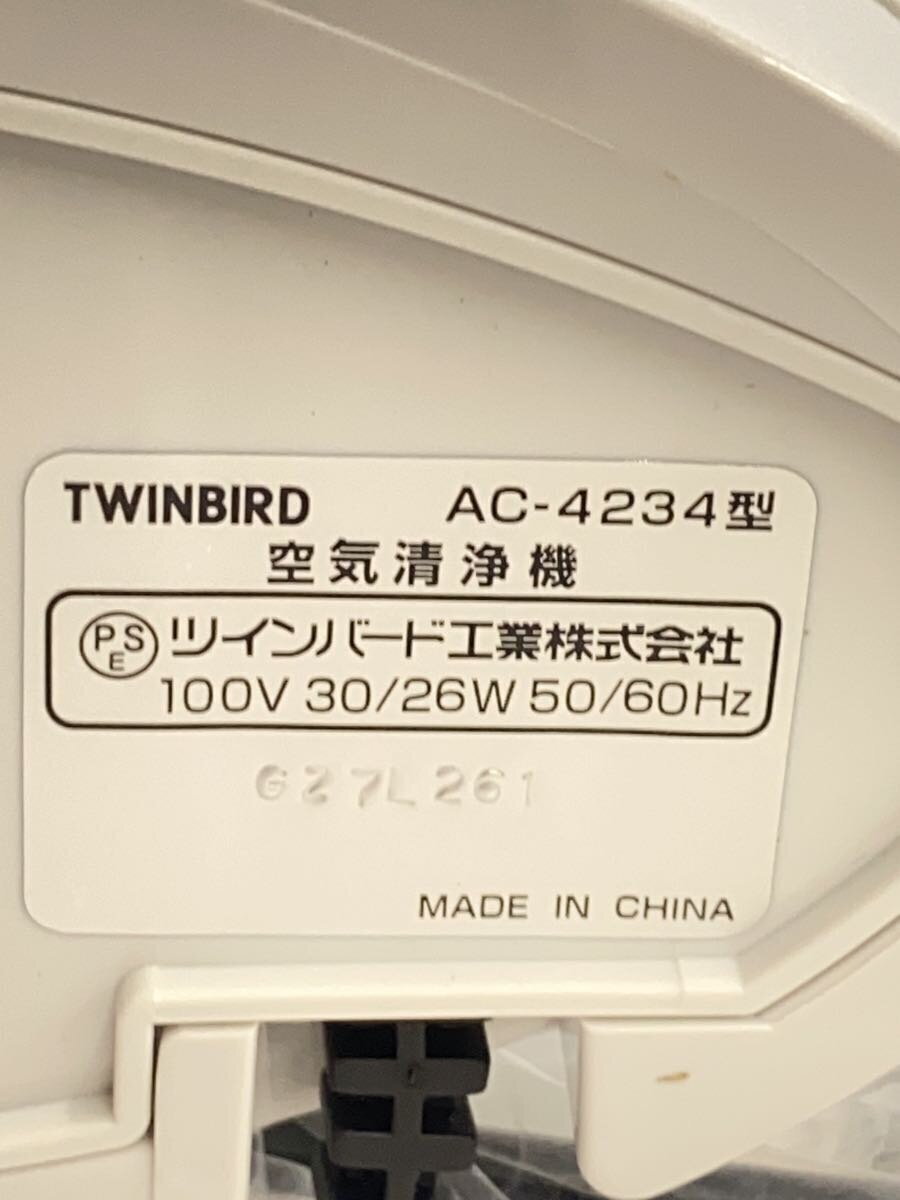 TWINBIRD AC-4234型
空気清浄機
PSE ツインバード工業株式会社
100V 30/26W 50/60Hz
GZ7L261
MADE IN CHINA